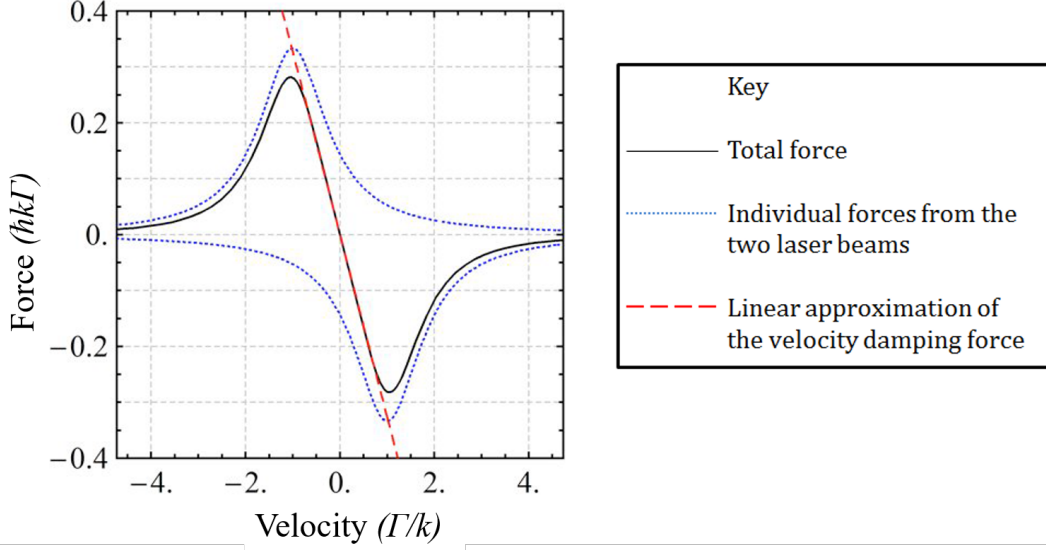 0.4
0.2
0.
−0.2
−0.4
Force (ħkΓ)
−4.
−2.
0.
2.
4.
Velocity (Γ/k)
Key
Total force
Individual forces from the
two laser beams
Linear approximation of
the velocity damping force